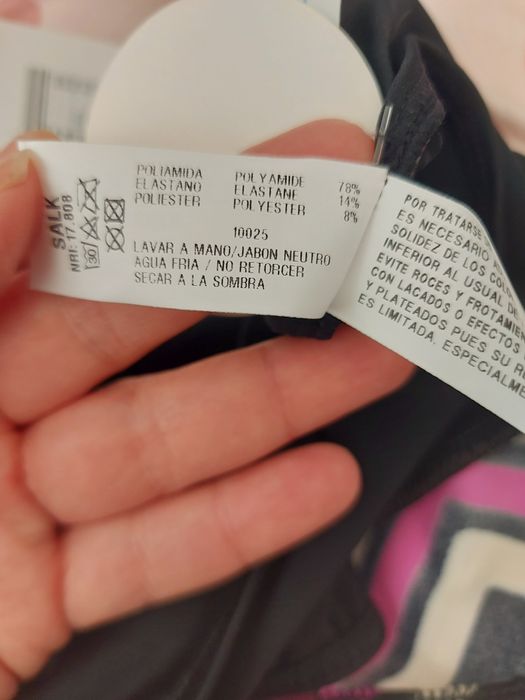 SALK
NRI: 17.808
30
POLIAMIDA POLYAMIDE 78%
ELASTANO ELASTANE 14%
POLIESTER POLYESTER 8%
10025
LAVAR A MANO/JABON NEUTRO
AGUA FRIA / NO RETORCER
SECAR A LA SOMBRA
POR TRATARSE
ES NECESARIO
SOLIDEZ DE LOS
INFERIOR AL USUAL DE
EVITE ROCES Y
CON LACADOS O EFECTOS
Y PLATEADOS PUES SU
ES LIMITADA, ESPECIALME